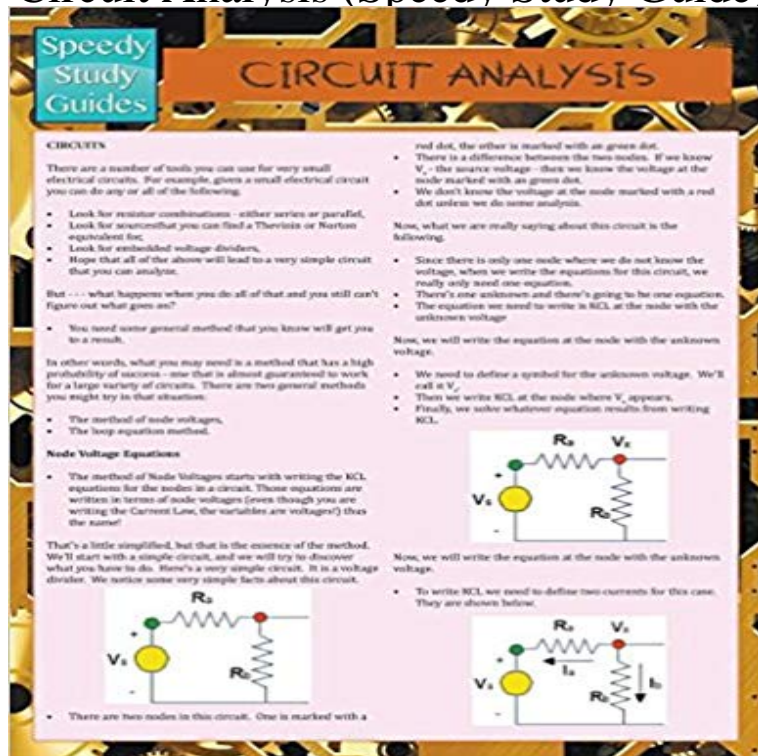 Circuit Analysis (Speedy Study Guide)
Speedy
Study
Guides
CIRCUIT ANALYSIS
CIRCUITS
There are a number of tools you can use for very small
electrical circuits. For example, given a small electrical circuit
you can do any or all of the following.
• Look for resistor combinations - either series or parallel,
• Look for sources that you can find a Thevinin or Norton
equivalent for,
• Look for embedded voltage dividers,
• Hope that all of the above will lead to a very simple circuit
that you can analyze.
But - - - what happens when you do all of that and you still can't
figure out what goes on?
• You need some general method that you know will get you
to a result.
In other words, what you may need is a method that has a high
probability of success - one that is almost guaranteed to work
for a large variety of circuits. There are two general methods
you might try in that situation:
• The method of node voltages,
• The loop equation method.
Node Voltage Equations
• The method of Node Voltages starts with writing the KCL
equations for the nodes in a circuit. Those equations are
written in terms of node voltages (even though you are
writing the Current Law, the variables are voltages!) thus
the name!
That's a little simplified, but that is the essence of the method.
We'll start with a simple circuit, and we will try to discover
what you have to do. Here's a very simple circuit. It is a voltage
divider. We notice some very simple facts about this circuit.
Ra
+
Vs
Rb
-
• There are two nodes in this circuit. One is marked with a
red dot, the other is marked with an green dot.
• There is a difference between the two nodes. If we know
Vs - the source voltage - then we know the voltage at the
node marked with an green dot.
• We don't know the voltage at the node marked with a red
dot unless we do some analysis.
Now, what we are really saying about this circuit is the
following.
• Since there is only one node where we do not know the
voltage, when we write the equations for this circuit, we
really only need one equation.
• There's one unknown and there's going to be one equation.
• The equation we need to write is KCL at the node with the
unknown voltage
Now, we will write the equation at the node with the unknown
voltage.
• We need to define a symbol for the unknown voltage. We'll
call it Vx.
• Then we write KCL at the node where Vx appears.
• Finally, we solve whatever equation results from writing
KCL.
Ra Vx
+
Vs
Rb
-
Now, we will write the equation at the node with the unknown
voltage.
• To write KCL we need to define two currents for this case.
They are shown below.
Ra Vx
+
Ia
Vs
Rb Ib
-